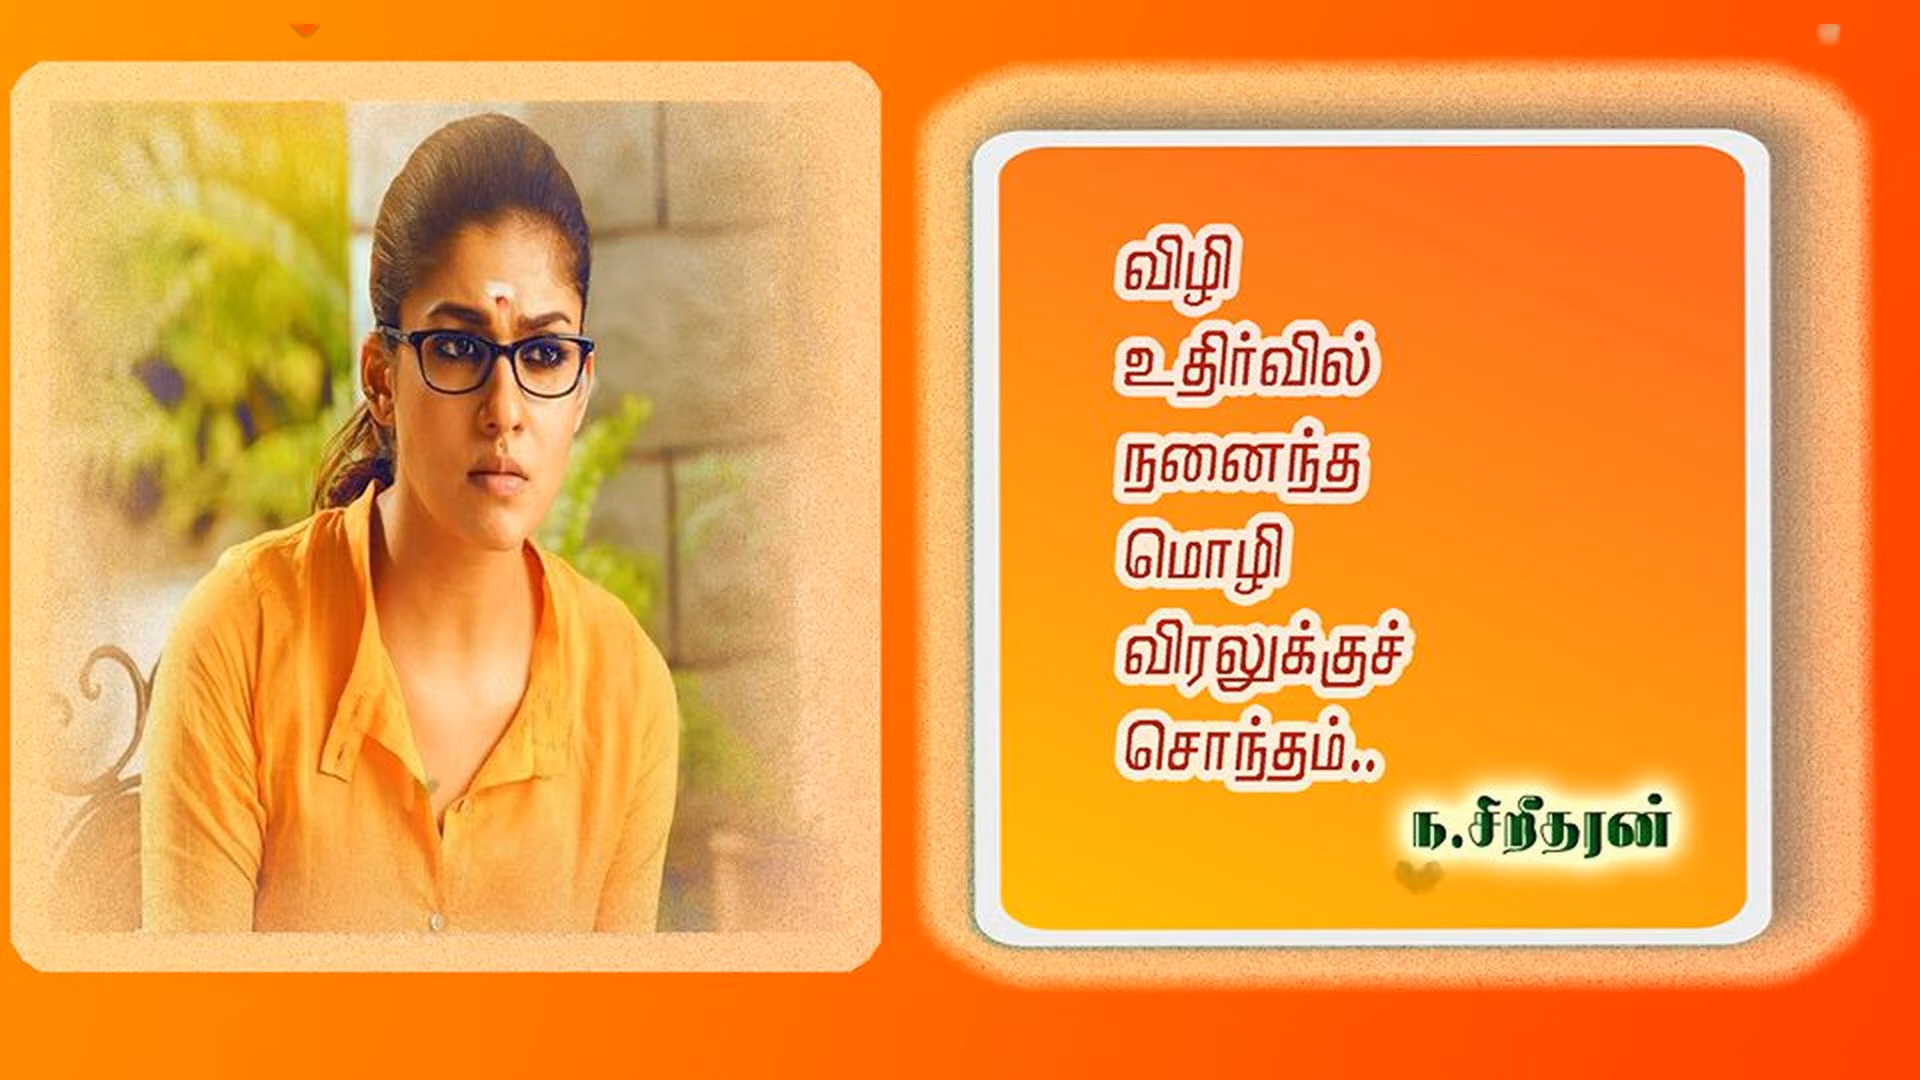 விழி
உதிர்வில்
நனைந்த
மொழி
விரலுக்குச்
சொந்தம்..
ந.சிறீதரன்